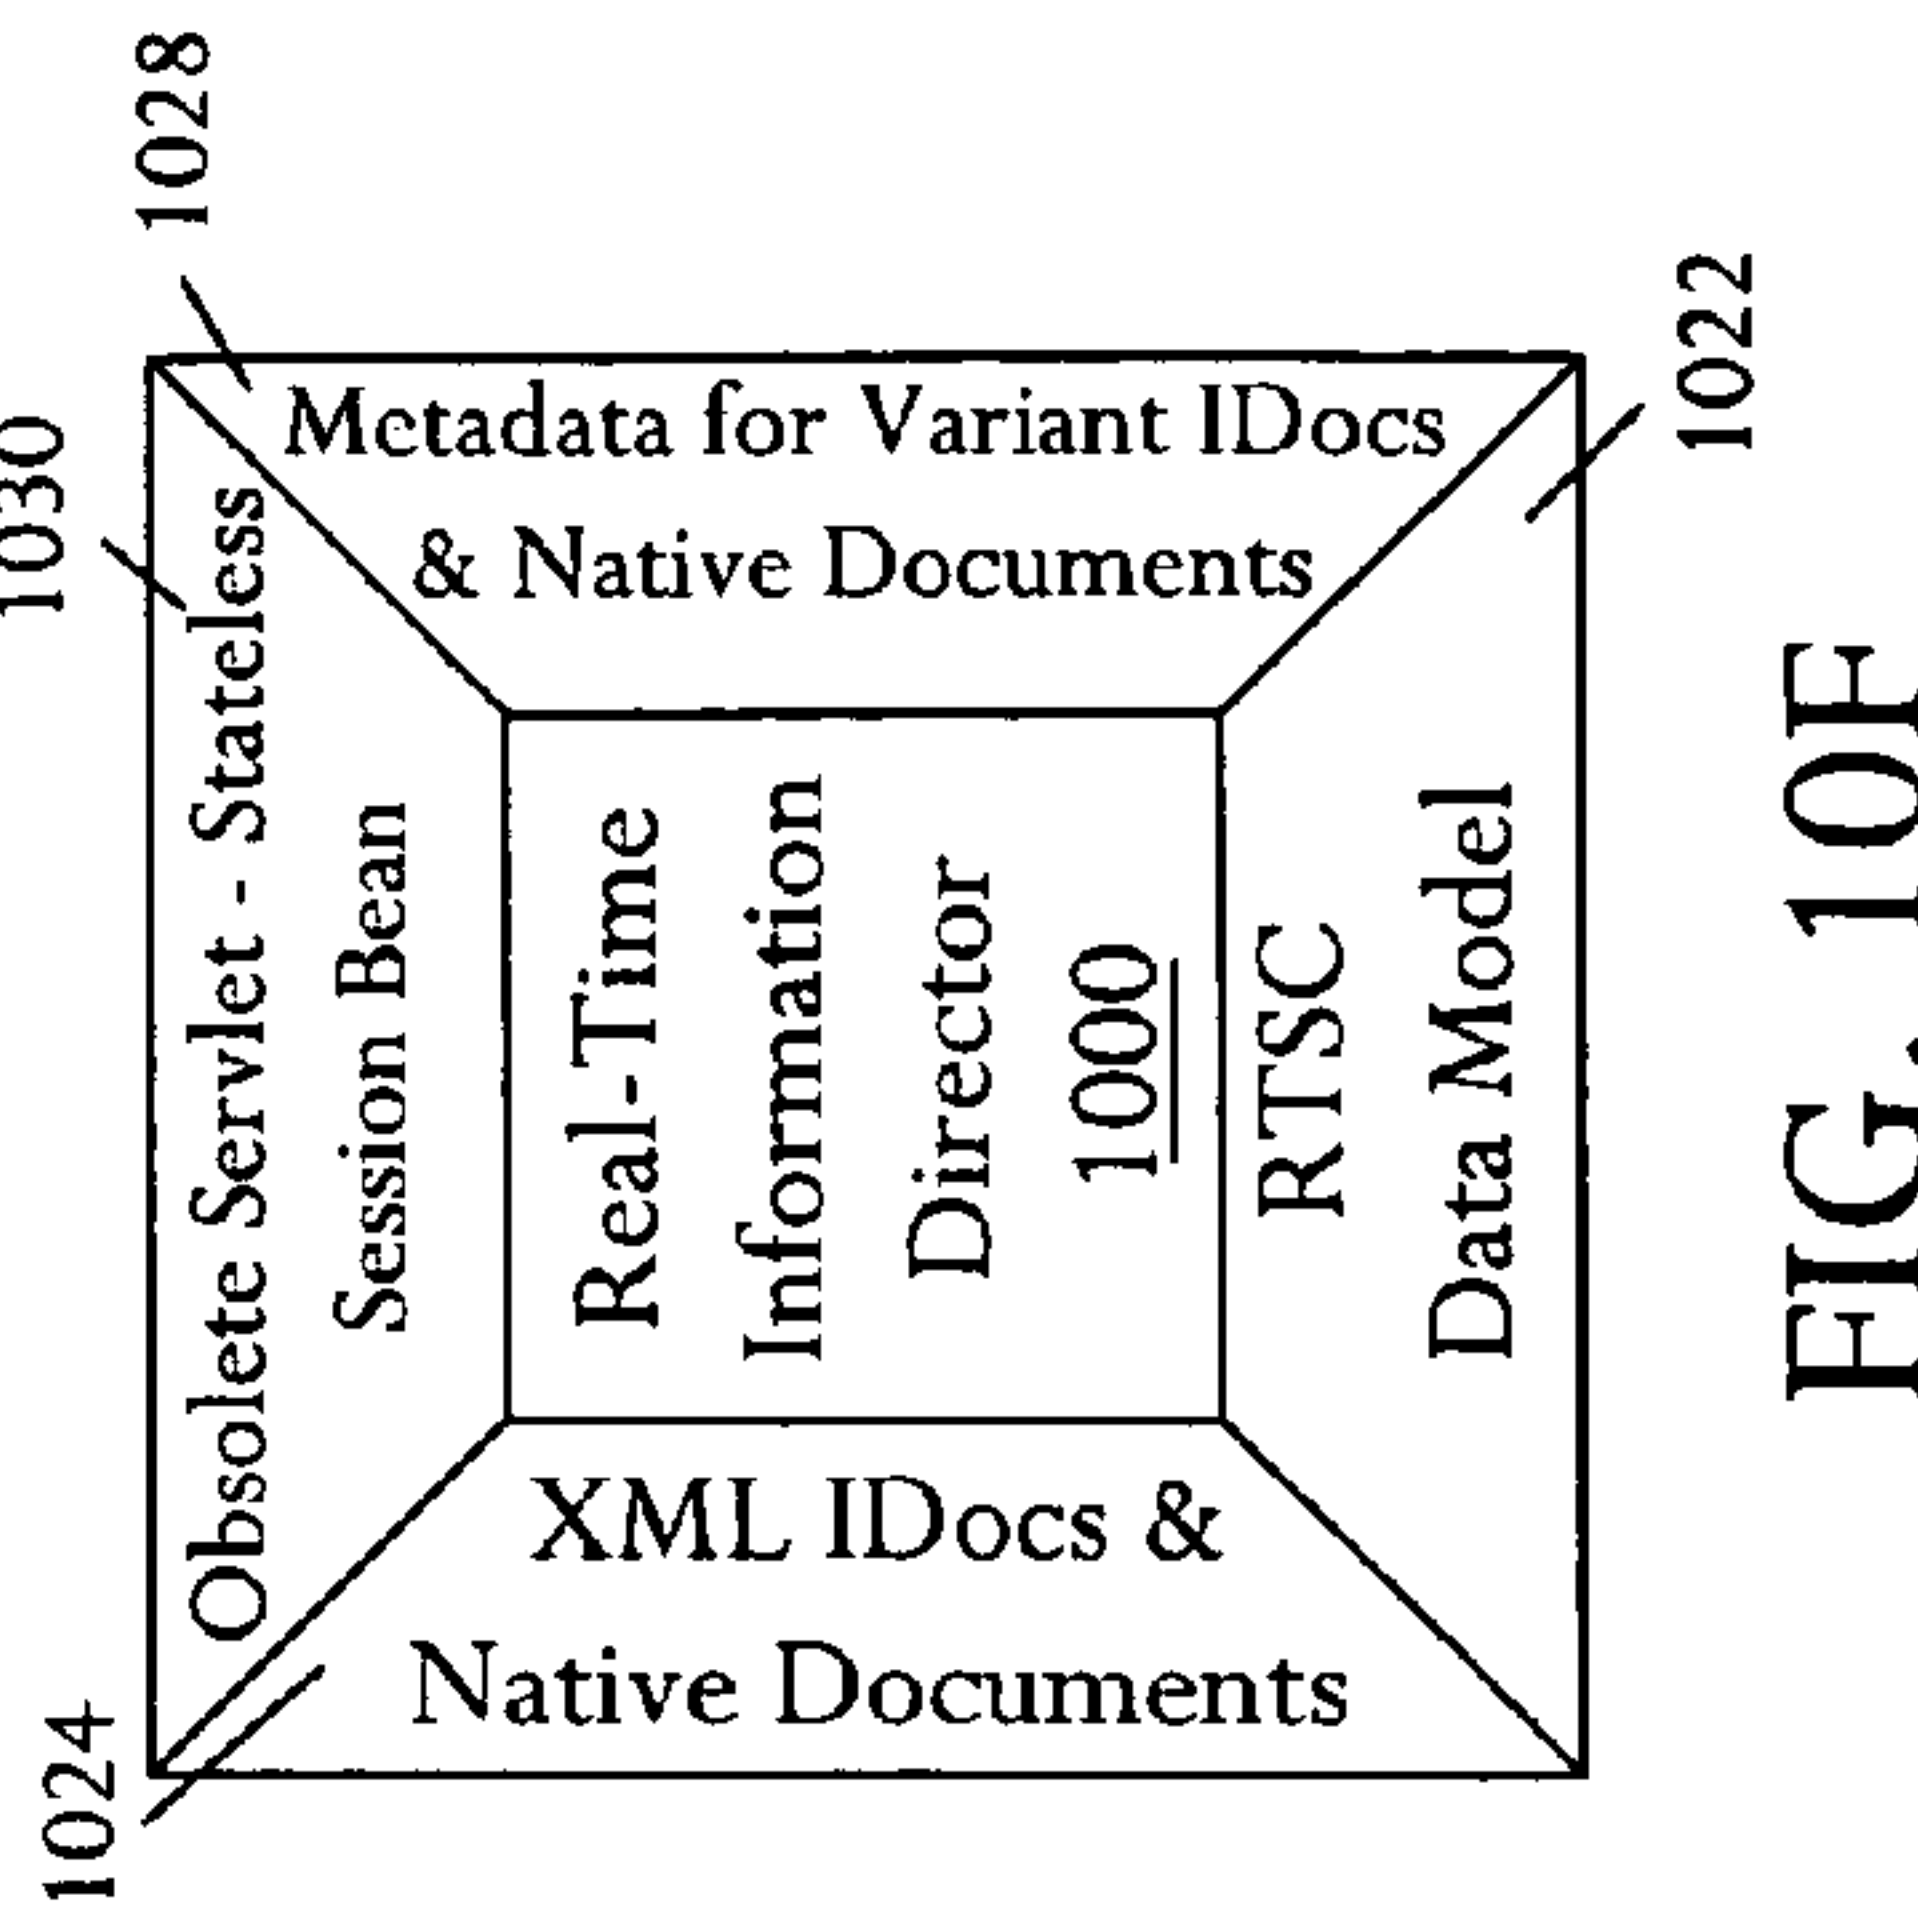 1030
1028
Obsolete Servlet - Stateless
Session Bean
Metadata for Variant IDocs
& Native Documents
Real-Time
Information
Director
1000
XML IDocs &
Native Documents
RTSC
Data Model
1024
1022
FIG. 10F